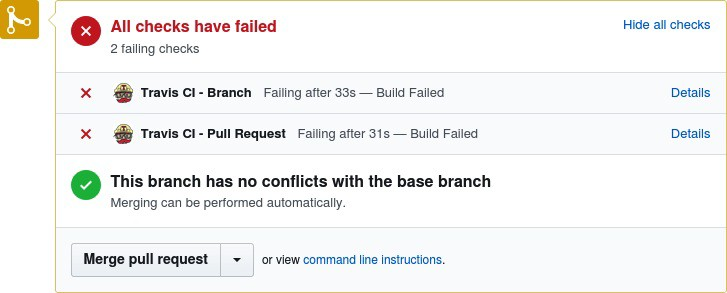 All checks have failed
Hide all checks
2 failing checks
Travis CI - Branch Failing after 33s — Build Failed
Details
Travis CI - Pull Request Failing after 31s — Build Failed
Details
This branch has no conflicts with the base branch
Merging can be performed automatically.
Merge pull request or view command line instructions.